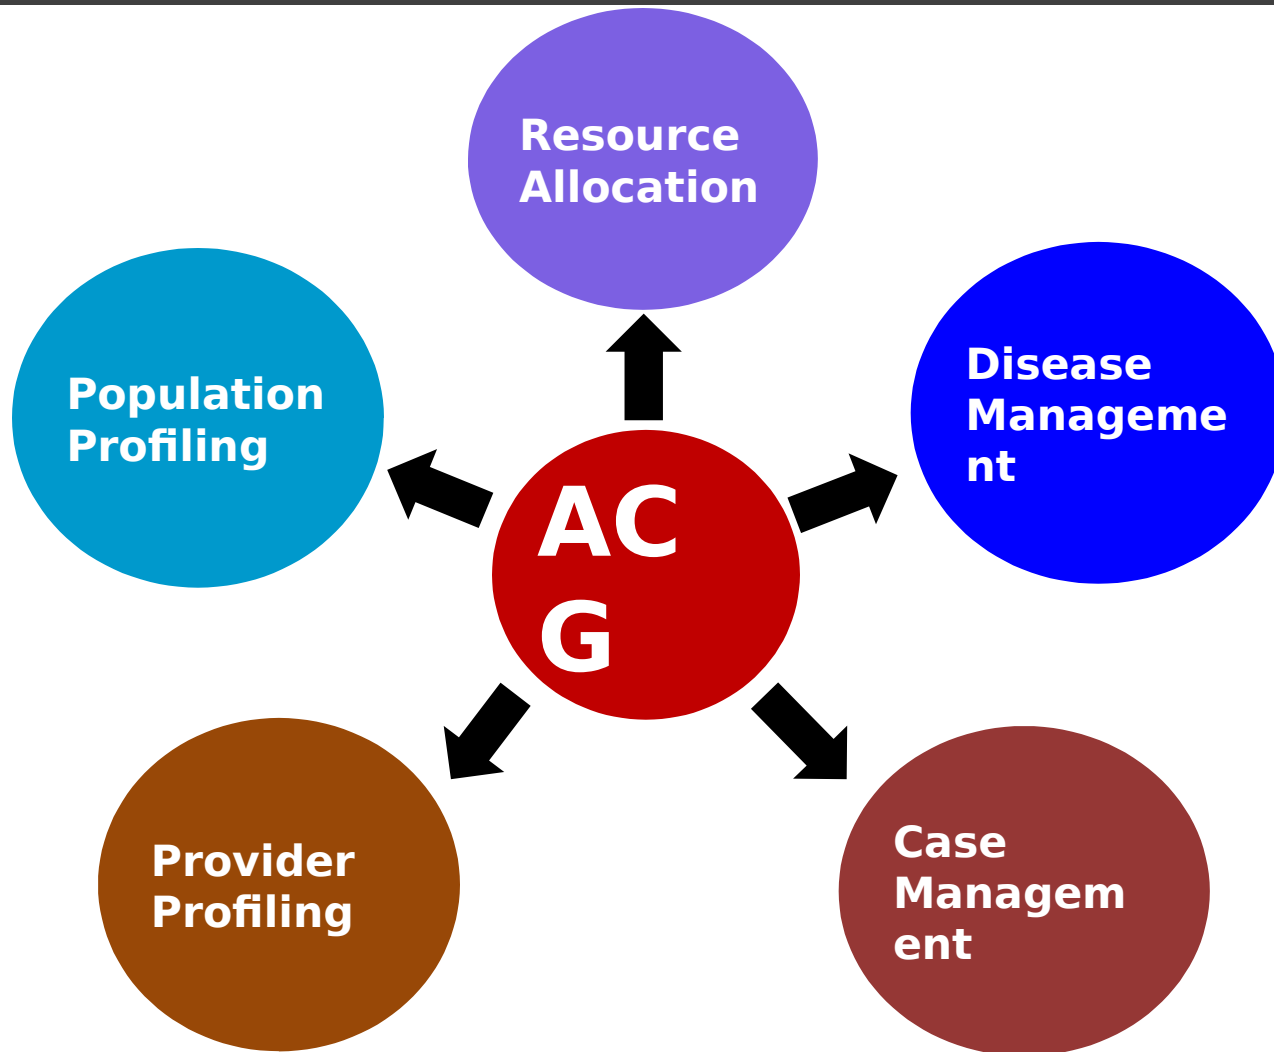 Resource
Allocation
Population
Profiling
Disease
Manageme
nt
AC
G
Provider
Profiling
Case
Managem
ent